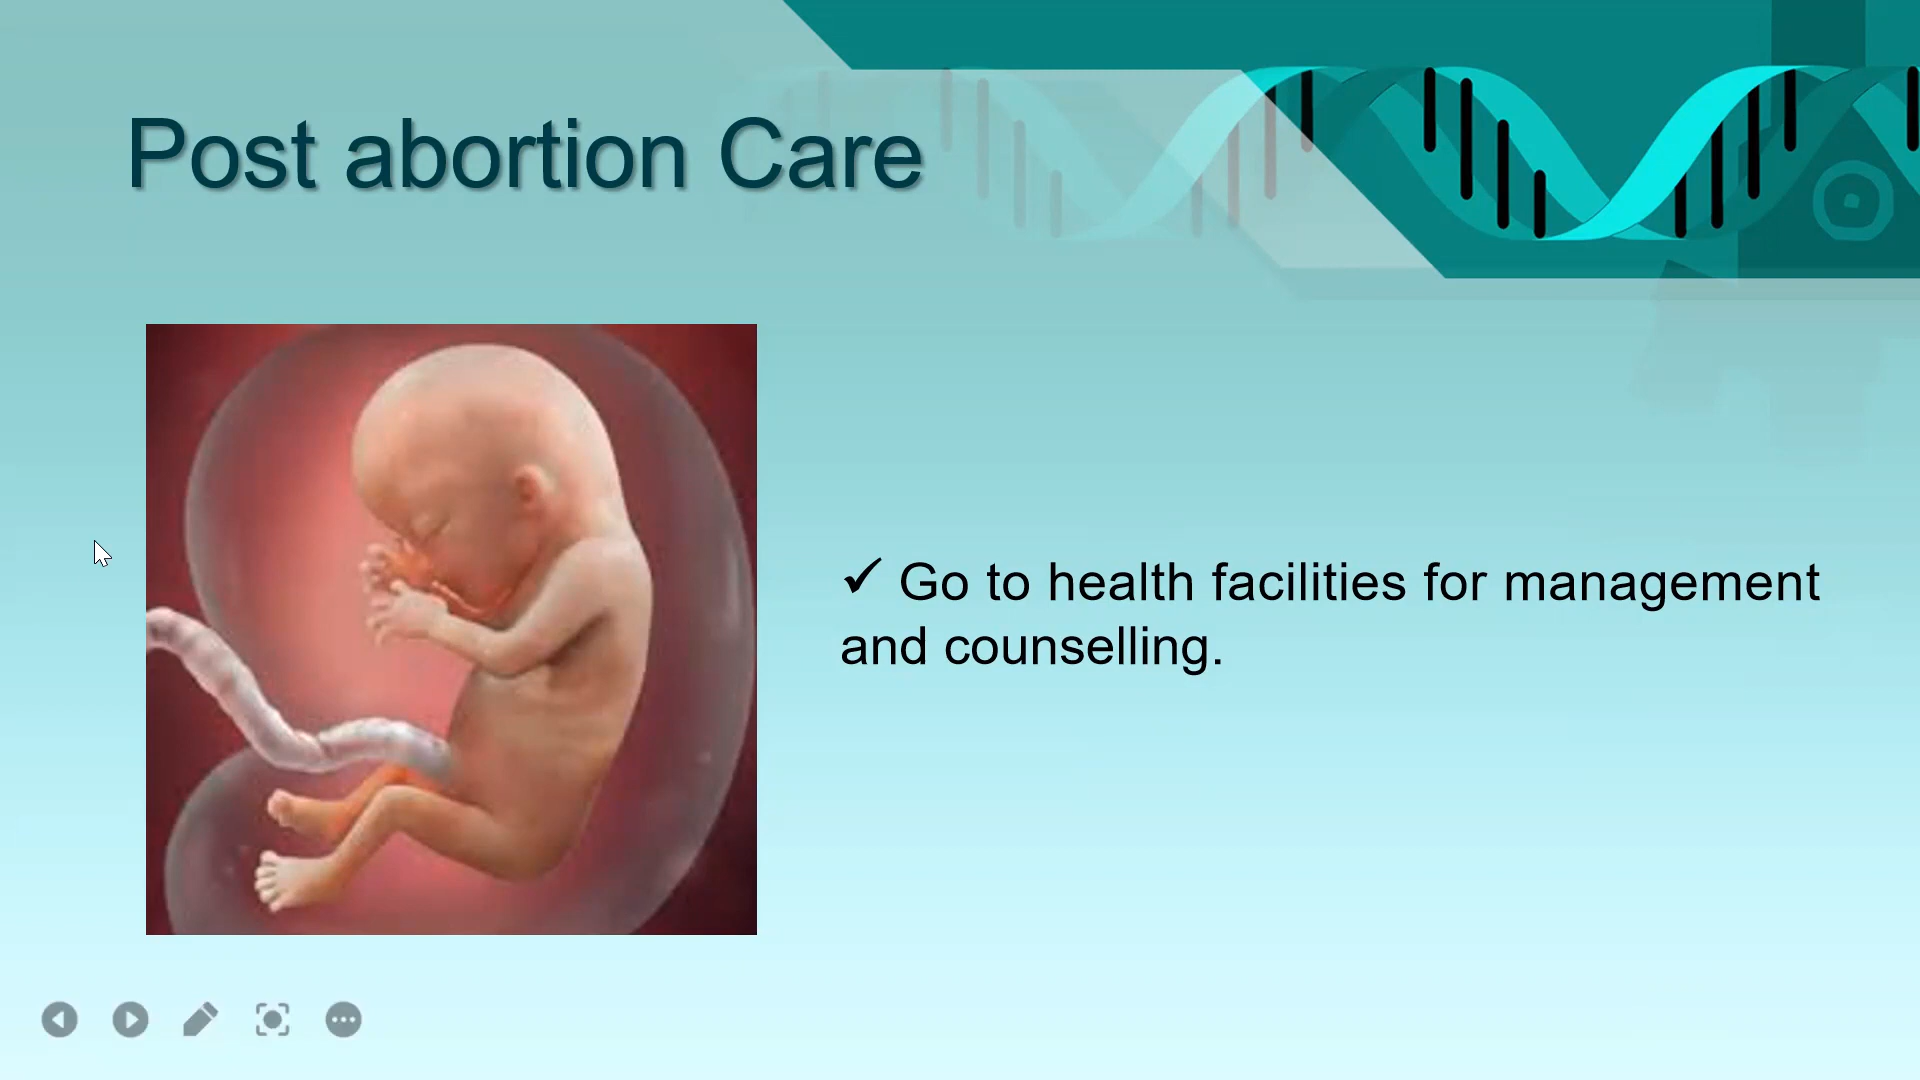 Post abortion Care
✓ Go to health facilities for management
and counselling.